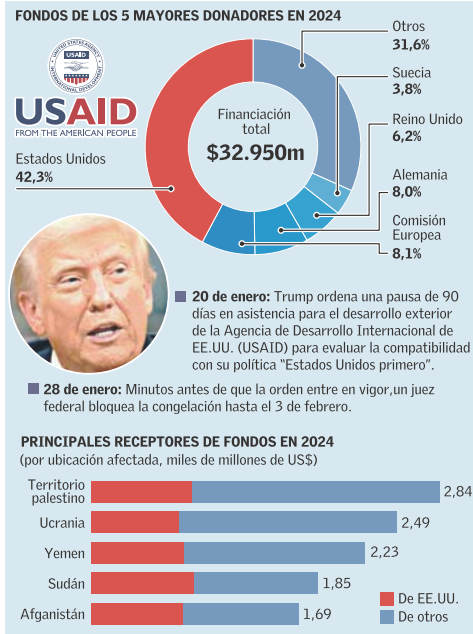 FONDOS DE LOS 5 MAYORES DONADORES EN 2024
UNITED STATES AGENCY
USAID
INTERNATIONAL DEVELOPMENT
USAID
FROM THE AMERICAN PEOPLE
Otros
31,6%
Suecia
3,8%
Reino Unido
6,2%
Alemania
8,0%
Comisión
Europea
8,1%
Estados Unidos
42,3%
Financiación
total
$32.950m
20 de enero: Trump ordena una pausa de 90
días en asistencia para el desarrollo exterior
de la Agencia de Desarrollo Internacional de
EE.UU. (USAID) para evaluar la compatibilidad
con su política “Estados Unidos primero”.
28 de enero: Minutos antes de que la orden entre en vigor,un juez
federal bloquea la congelación hasta el 3 de febrero.
PRINCIPALES RECEPTORES DE FONDOS EN 2024
(por ubicación afectada, miles de millones de US$)
Territorio
palestino
2,84
Ucrania
2,49
Yemen
2,23
Sudán
1,85
Afganistán
1,69
De EE.UU.
De otros